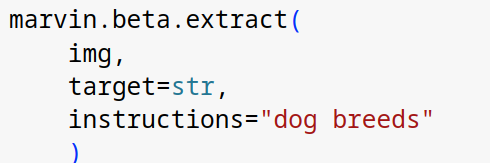 marvin.beta.extract(
    img,
    target=str,
    instructions="dog breeds"
    )